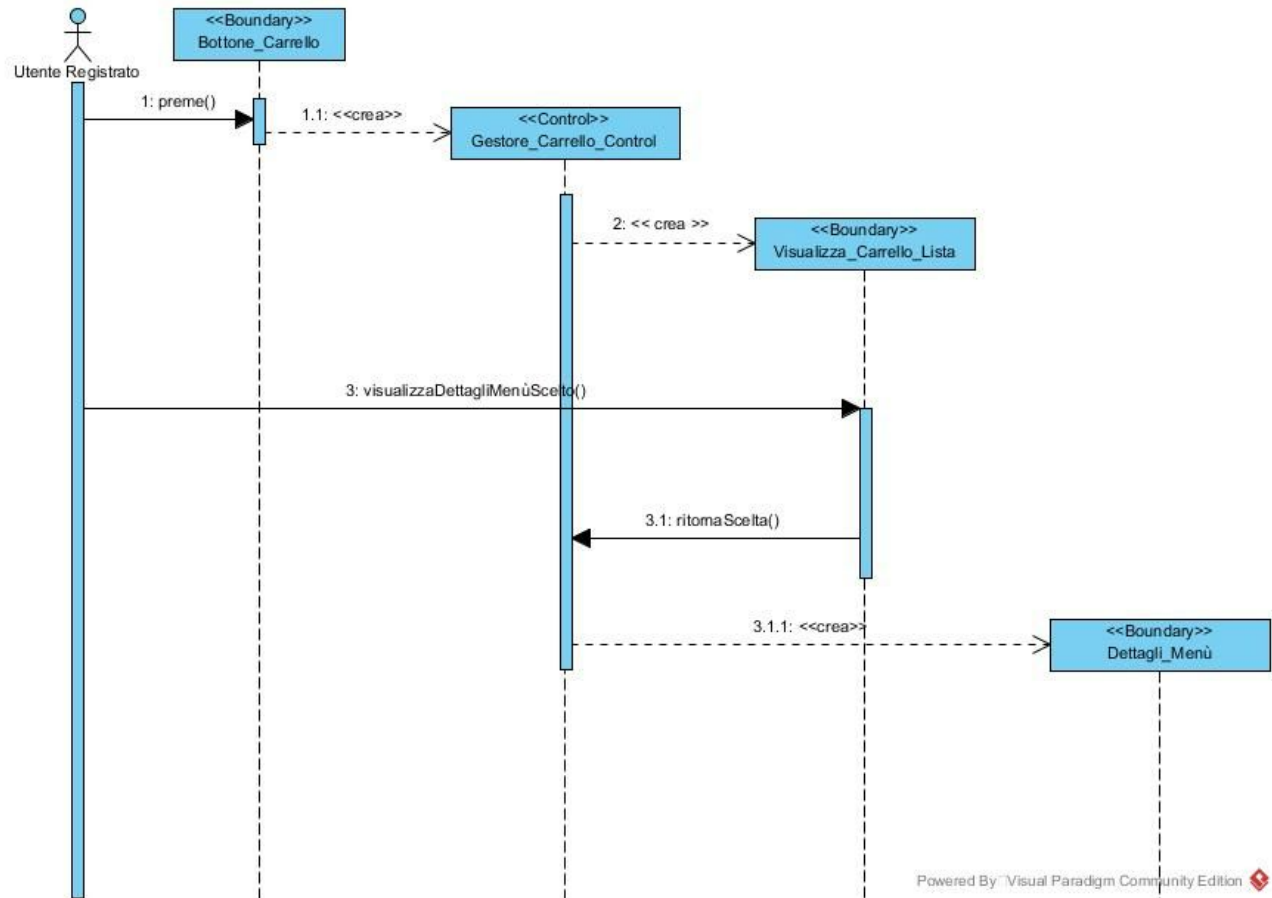 <<Boundary>>
Bottone_Carrello
Utente Registrato
1: preme()
1.1: <<crea>>
<<Control>>
Gestore_Carrello_Control
2: << crea >>
<<Boundary>>
Visualizza_Carrello_Lista
3: visualizzaDettagliMenùScelto()
3.1: ritornaScelta()
3.1.1: <<crea>>
<<Boundary>>
Dettagli_Menù
Powered By Visual Paradigm Community Edition